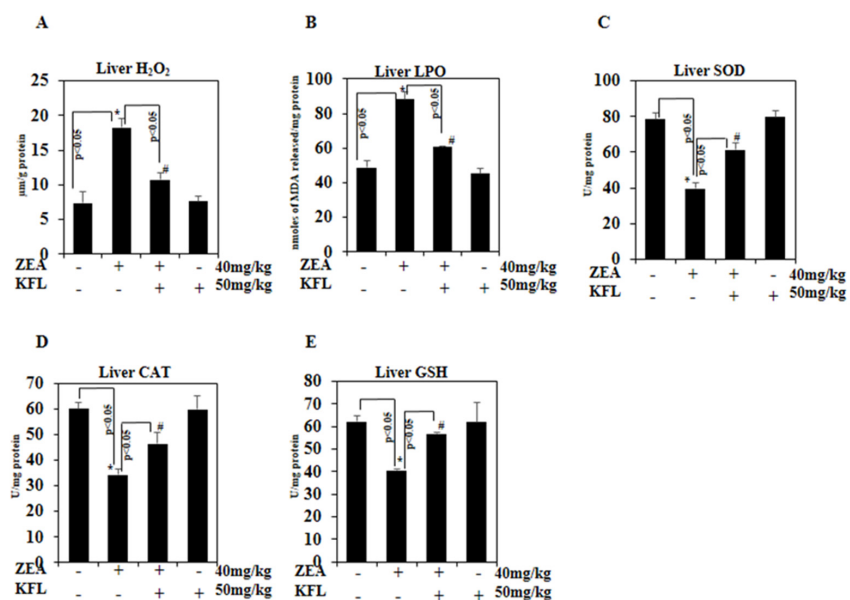 A
Liver H₂O₂
μm/g protein
25
20
15
10
5
0
p<0.05
*
p<0.05
#
ZEA - + + - 40mg/kg
KFL - - + + 50mg/kg
B
Liver LPO
nmoles of MDA released/mg protein
100
80
60
40
20
0
p<0.05
*
p<0.05
#
ZEA - + + - 40mg/kg
KFL - - + + 50mg/kg
C
Liver SOD
U/mg protein
100
80
60
40
20
0
p<0.05
*
p<0.05
#
ZEA - + + - 40mg/kg
KFL - - + + 50mg/kg
D
Liver CAT
U/mg protein
70
60
50
40
30
20
10
0
p<0.05
*
p<0.05
#
ZEA - + + - 40mg/kg
KFL - - + + 50mg/kg
E
Liver GSH
U/mg protein
80
70
60
50
40
30
20
10
0
p<0.05
*
p<0.05
#
ZEA - + + - 40mg/kg
KFL - - + + 50mg/kg